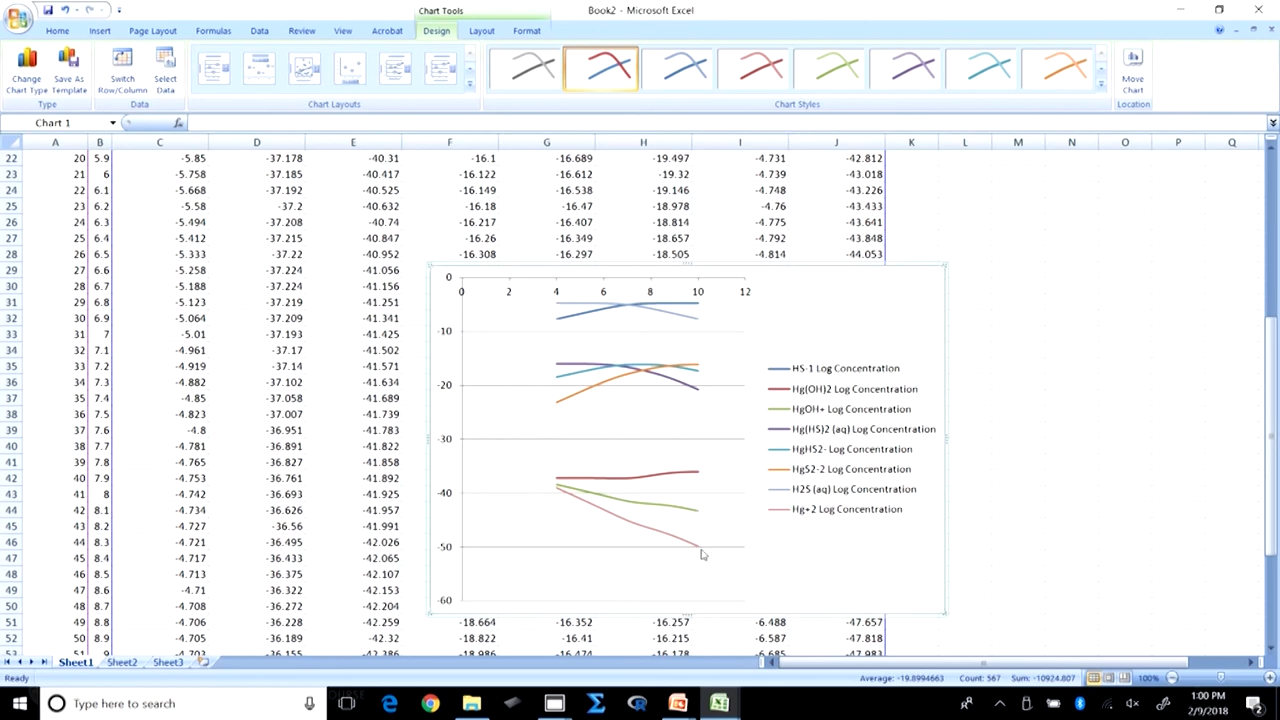 Chart Tools
Book2 - Microsoft Excel
Home Insert Page Layout Formulas Data Review View Acrobat Design Layout Format
Change Chart Type
Save As Template
Switch Row/Column
Select Data
Move Chart
Type Data Chart Layouts Chart Styles Location
Chart 1 fx
A B C D E F G H I J K L M N O P Q
22 20 5.9 -5.85 -37.178 -40.31 -16.1 -16.689 -19.497 -4.731 -42.812
23 21 6 -5.758 -37.185 -40.417 -16.122 -16.612 -19.32 -4.739 -43.018
24 22 6.1 -5.668 -37.192 -40.525 -16.149 -16.538 -19.146 -4.748 -43.226
25 23 6.2 -5.58 -37.2 -40.632 -16.18 -16.47 -18.978 -4.76 -43.433
26 24 6.3 -5.494 -37.208 -40.74 -16.217 -16.407 -18.814 -4.775 -43.641
27 25 6.4 -5.412 -37.215 -40.847 -16.26 -16.349 -18.657 -4.792 -43.848
28 26 6.5 -5.333 -37.22 -40.952 -16.308 -16.297 -18.505 -4.814 -44.053
29 27 6.6 -5.258 -37.224 -41.056
30 28 6.7 -5.188 -37.224 -41.156
31 29 6.8 -5.123 -37.219 -41.251
32 30 6.9 -5.064 -37.209 -41.341
33 31 7 -5.01 -37.193 -41.425
34 32 7.1 -4.961 -37.17 -41.502
35 33 7.2 -4.919 -37.14 -41.571
36 34 7.3 -4.882 -37.102 -41.634
37 35 7.4 -4.85 -37.058 -41.689
38 36 7.5 -4.823 -37.007 -41.739
39 37 7.6 -4.8 -36.951 -41.783
40 38 7.7 -4.781 -36.891 -41.822
41 39 7.8 -4.765 -36.827 -41.858
42 40 7.9 -4.753 -36.761 -41.892
43 41 8 -4.742 -36.693 -41.925
44 42 8.1 -4.734 -36.626 -41.957
45 43 8.2 -4.727 -36.56 -41.991
46 44 8.3 -4.721 -36.495 -42.026
47 45 8.4 -4.717 -36.433 -42.065
48 46 8.5 -4.713 -36.375 -42.107
49 47 8.6 -4.71 -36.322 -42.153
50 48 8.7 -4.708 -36.272 -42.204
51 49 8.8 -4.706 -36.228 -42.259 -18.664 -16.352 -16.257 -6.488 -47.657
52 50 8.9 -4.705 -36.189 -42.32 -18.822 -16.41 -16.215 -6.587 -47.818
53 51 9 -4.703 -36.155 -42.386 -18.986 -16.474 -16.178 -6.685 -47.983
0
0 2 4 6 8 10 12
-10
-20
-30
-40
-50
-60
HS-1 Log Concentration
Hg(OH)2 Log Concentration
HgOH+ Log Concentration
Hg(HS)2 (aq) Log Concentration
HgHS2- Log Concentration
HgS2-2 Log Concentration
H2S (aq) Log Concentration
Hg+2 Log Concentration
Sheet1 Sheet2 Sheet3
Ready Average: -19.8994663 Count: 567 Sum: -10924.807 100%
Type here to search
1:00 PM
2/9/2018
2